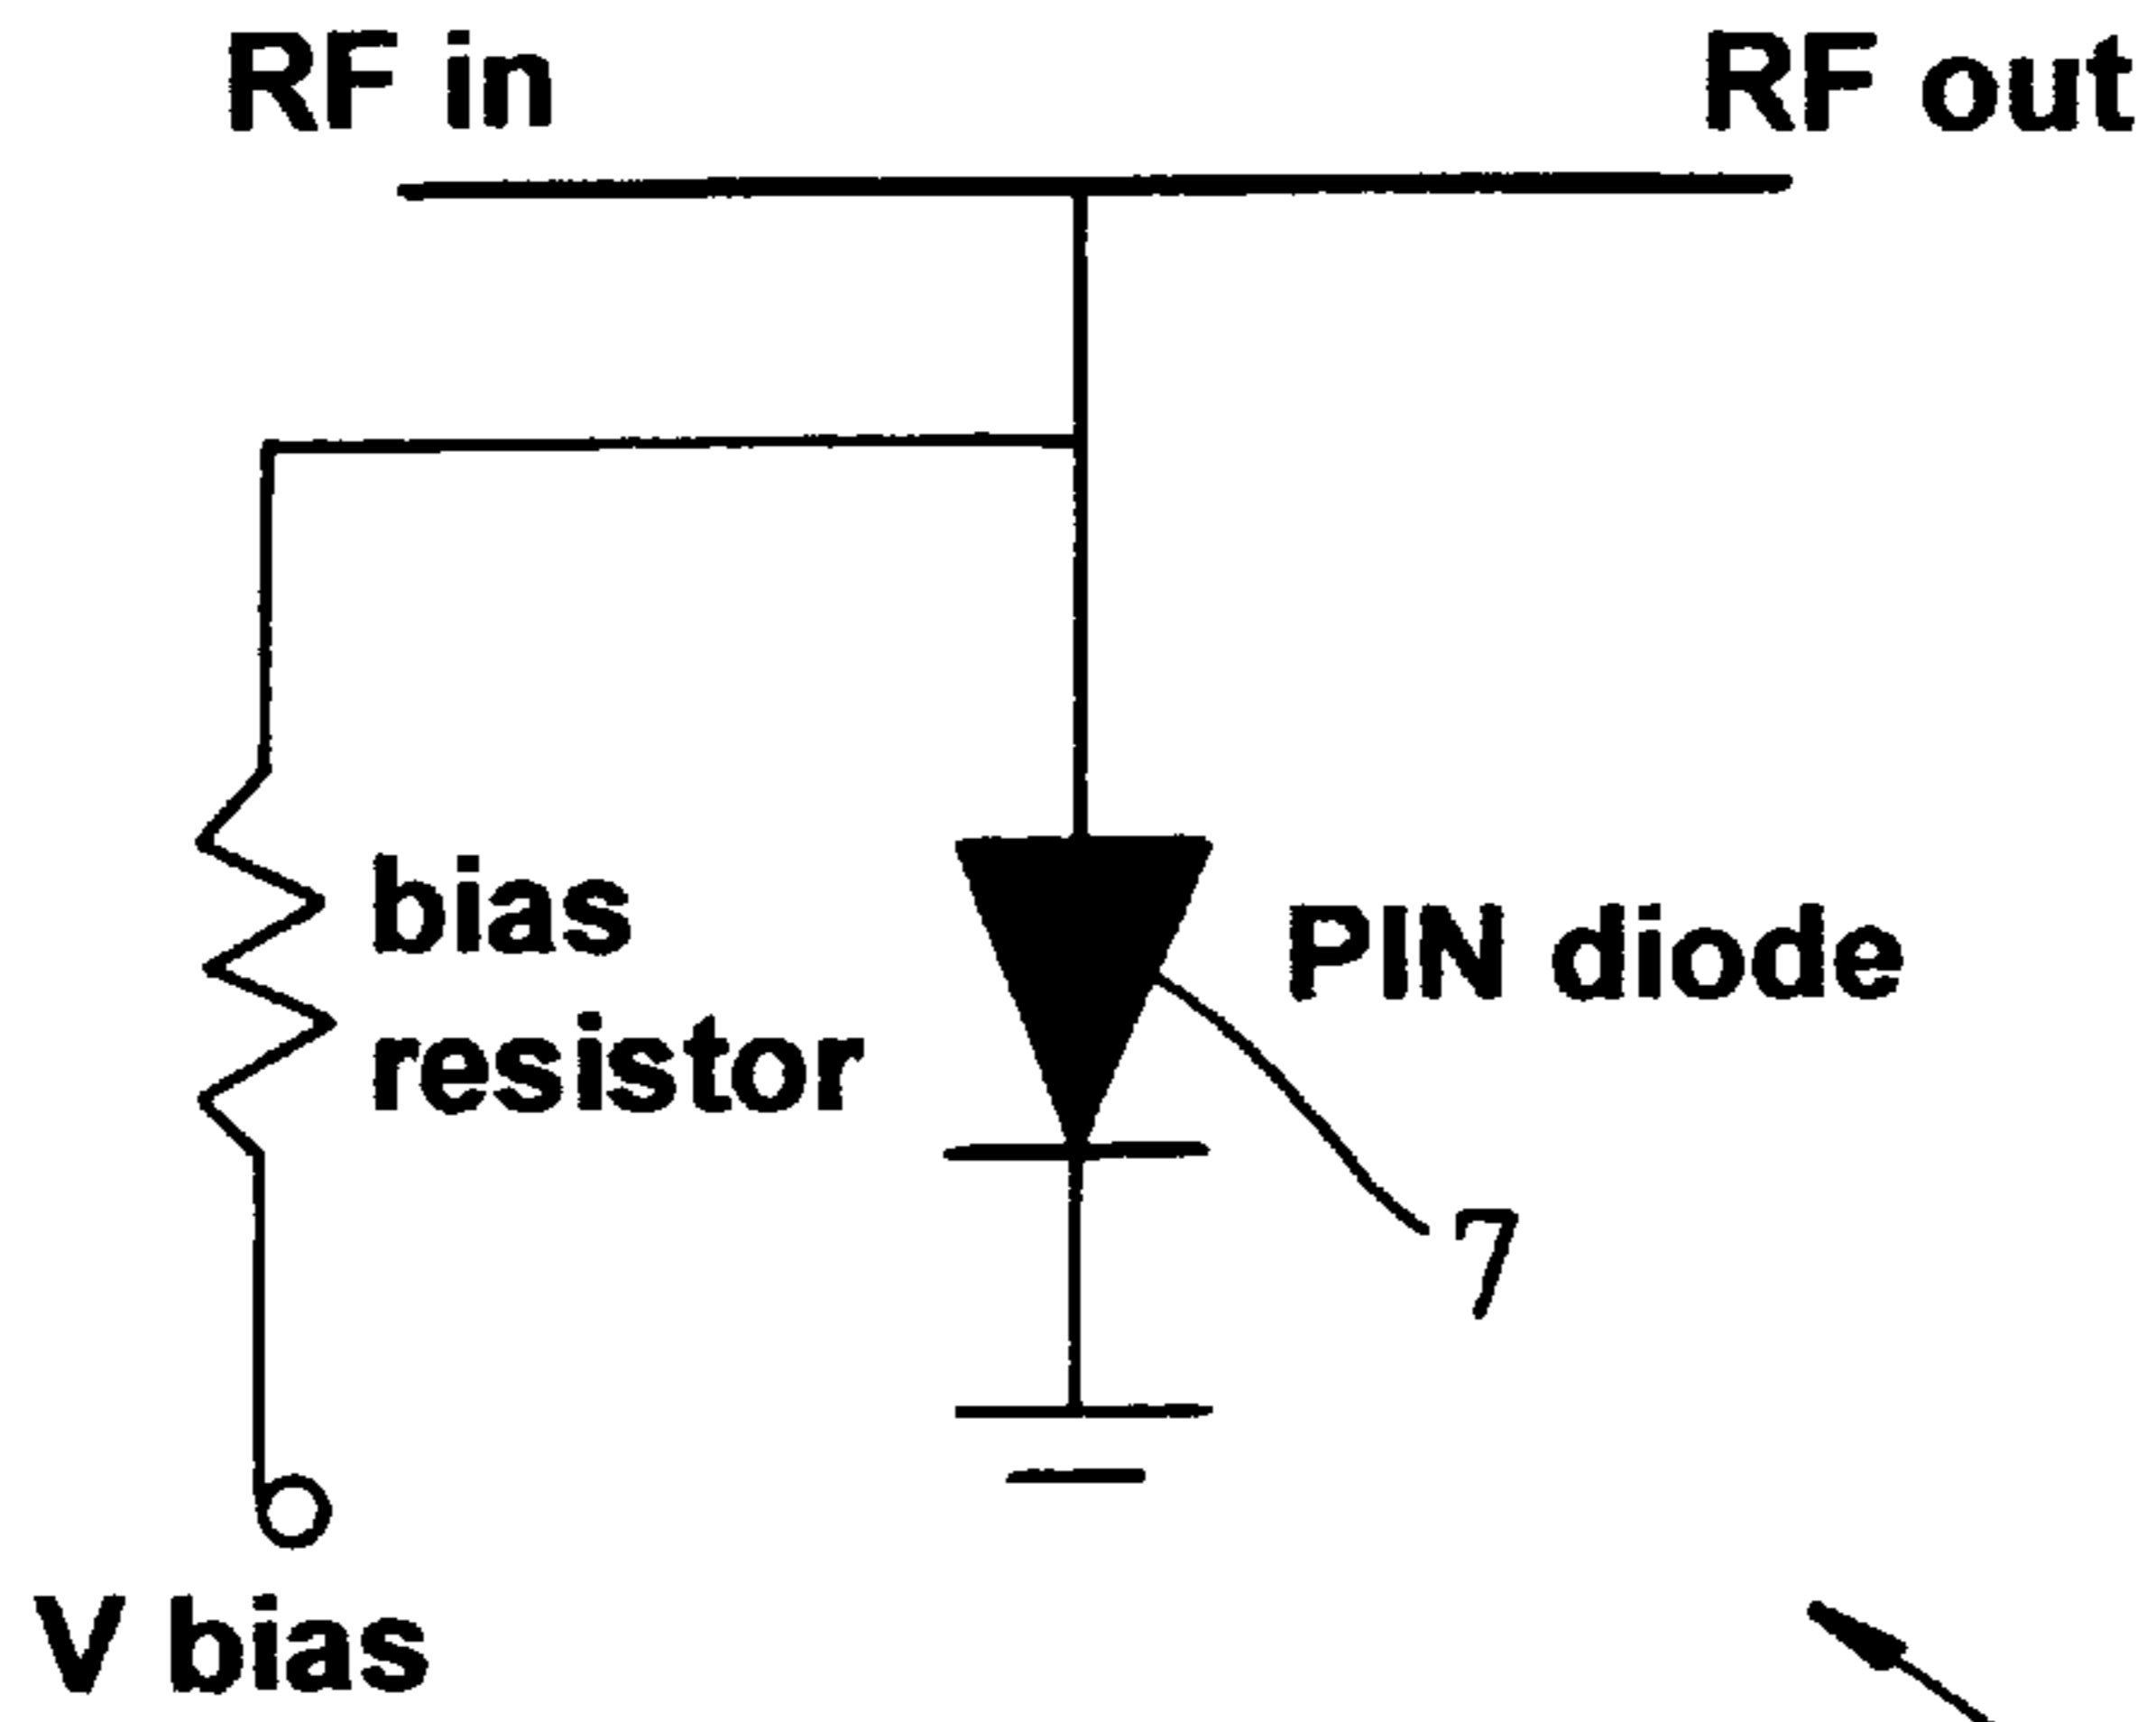 RF in
RF out
bias
resistor
PIN diode
7
V bias